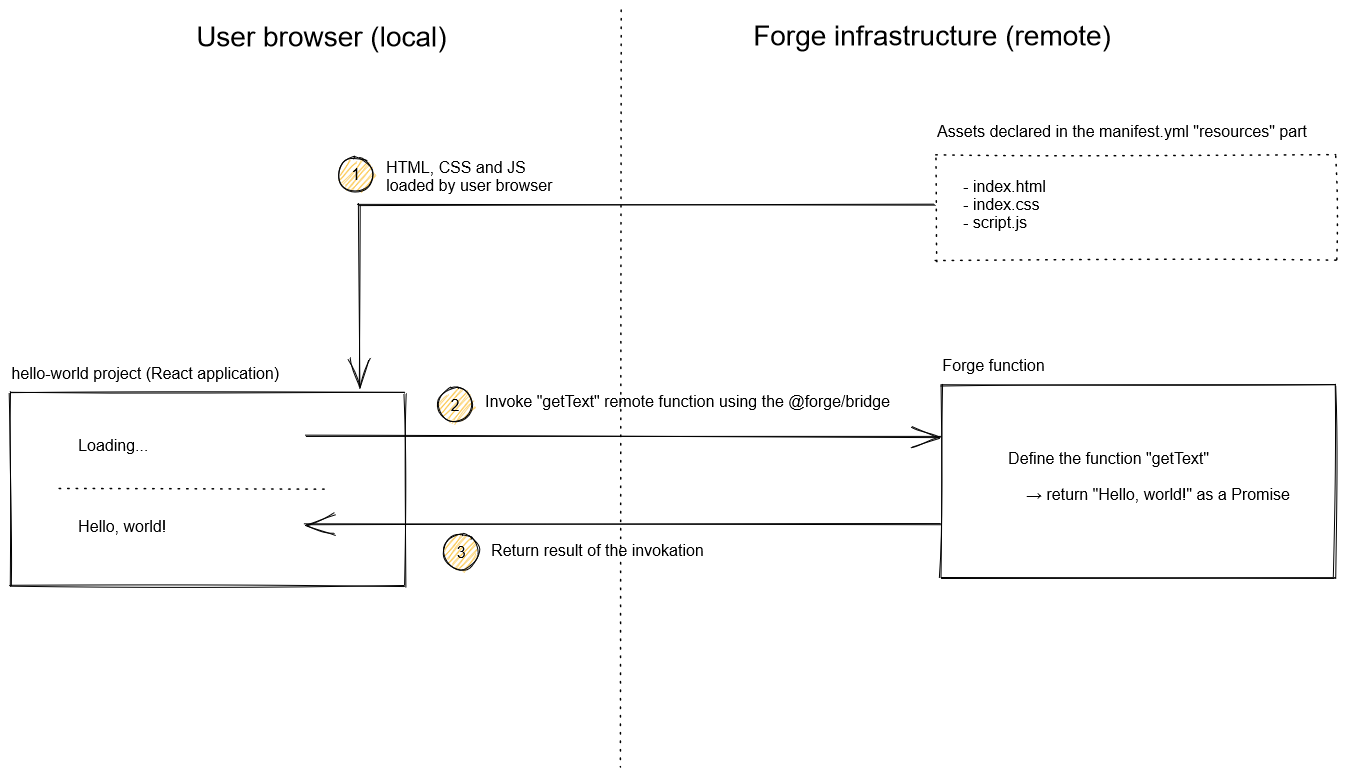 User browser (local)
Forge infrastructure (remote)
Assets declared in the manifest.yml "resources" part
- index.html
- index.css
- script.js
1
HTML, CSS and JS
loaded by user browser
hello-world project (React application)
Loading...
Hello, world!
2
Invoke "getText" remote function using the @forge/bridge
Forge function
Define the function "getText"
→ return "Hello, world!" as a Promise
3
Return result of the invokation